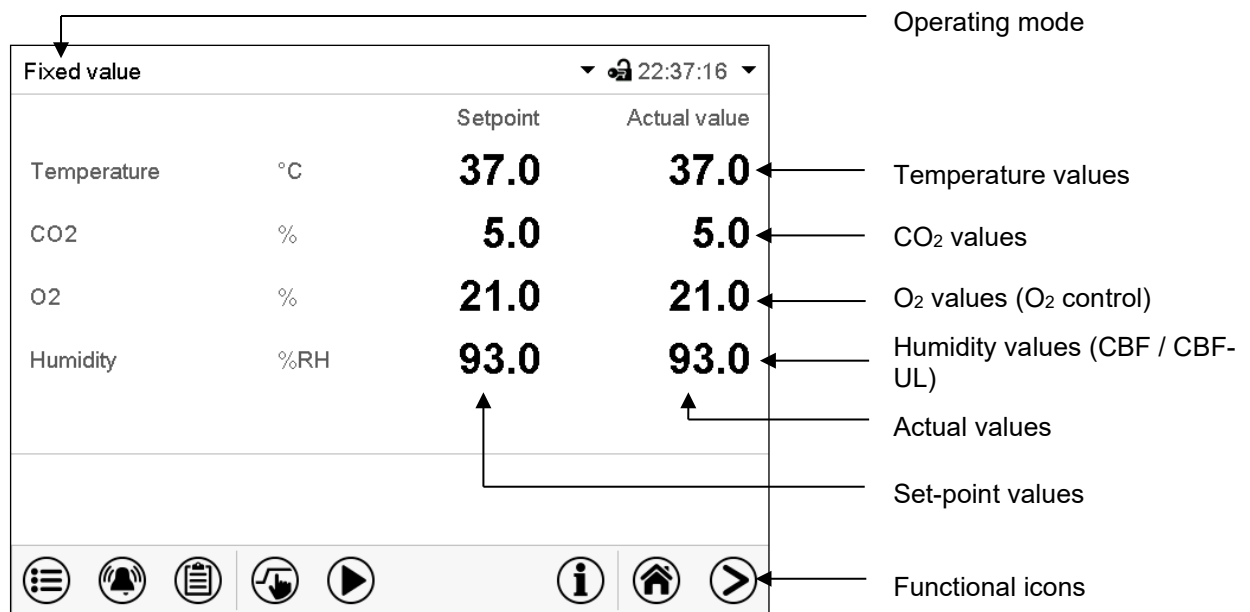 Operating mode
Fixed value 22:37:16
Setpoint Actual value
Temperature °C 37.0 37.0
Temperature values
CO2 % 5.0 5.0
CO₂ values
O2 % 21.0 21.0
O₂ values (O₂ control)
Humidity %RH 93.0 93.0
Humidity values (CBF / CBF-
UL)
Actual values
Set-point values
Functional icons